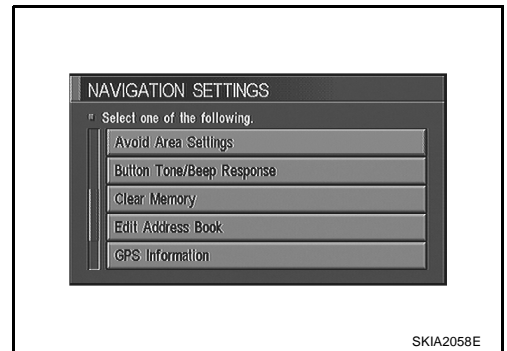 NAVIGATION SETTINGS
Select one of the following.
Avoid Area Settings
Button Tone/Beep Response
Clear Memory
Edit Address Book
GPS Information
SKIA2058E